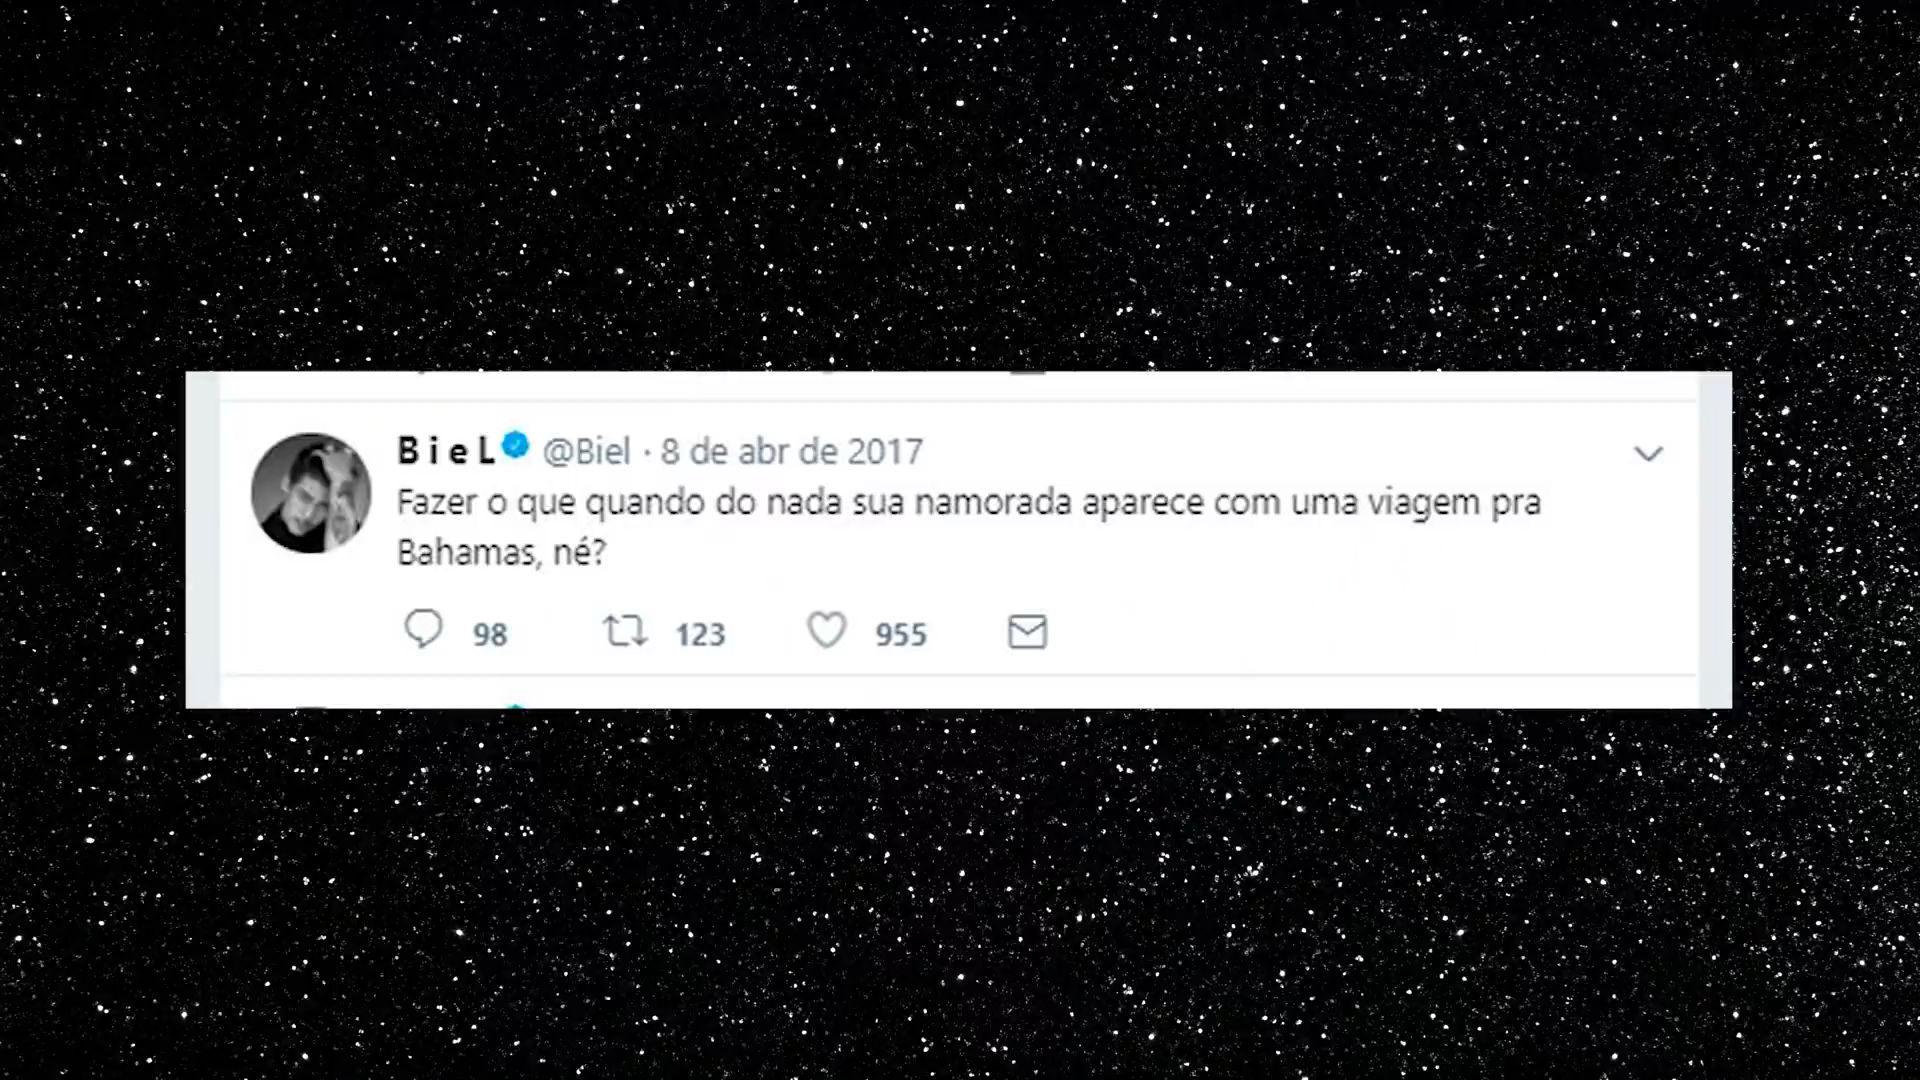 BieL @Biel · 8 de abr de 2017
Fazer o que quando do nada sua namorada aparece com uma viagem pra
Bahamas, né?
98 123 955